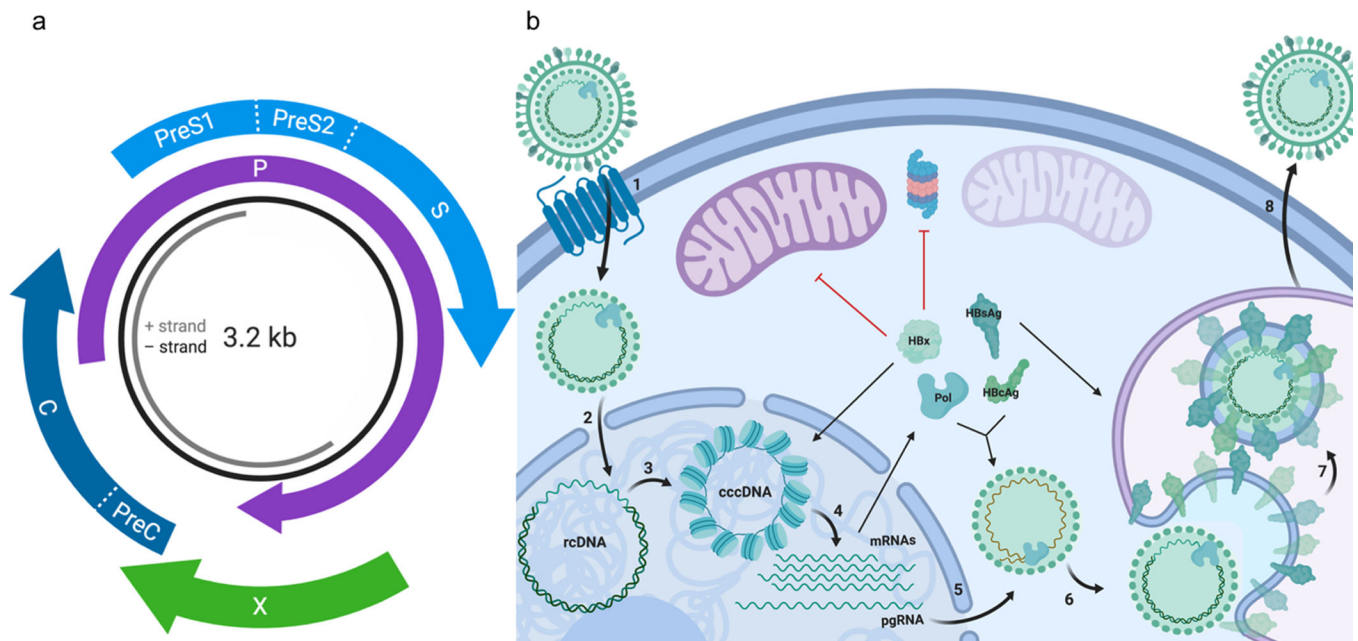 a
PreS1
PreS2
S
P
C
PreC
X
+ strand
– strand
3.2 kb
b
1
2
3
4
5
6
7
8
rcDNA
cccDNA
mRNAs
pgRNA
HBx
HBsAg
Pol
HBcAg